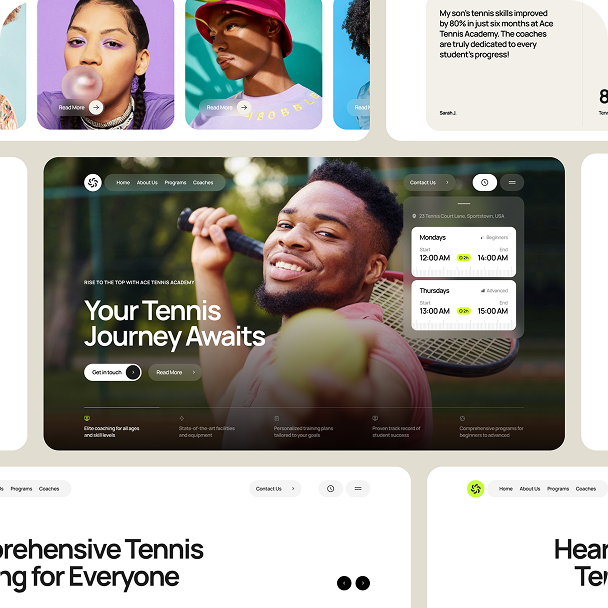 My son's tennis skills improved
by 80% in just six months at Ace
Tennis Academy. The coaches
are truly dedicated to every
student's progress!
Sarah J.
8
Read More
Read More
Home About Us Programs Coaches
Contact Us
23 Tennis Court Lane, Sportstown, USA
Mondays
Beginners
Start
End
12:00 AM
2h
14:00 AM
Thursdays
Advanced
Start
End
13:00 AM
2h
15:00 AM
RISE TO THE TOP WITH ACE TENNIS ACADEMY
Your Tennis
Journey Awaits
Get in touch
Read More
Elite coaching for all ages
and skill levels
State-of-the-art facilities
and equipment
Personalized training plans
tailored to your goals
Proven track record of
student success
Comprehensive programs for
beginners to advanced
Programs Coaches
Contact Us
prehensive Tennis
ng for Everyone
Home About Us Programs Coaches
Hear
Ter